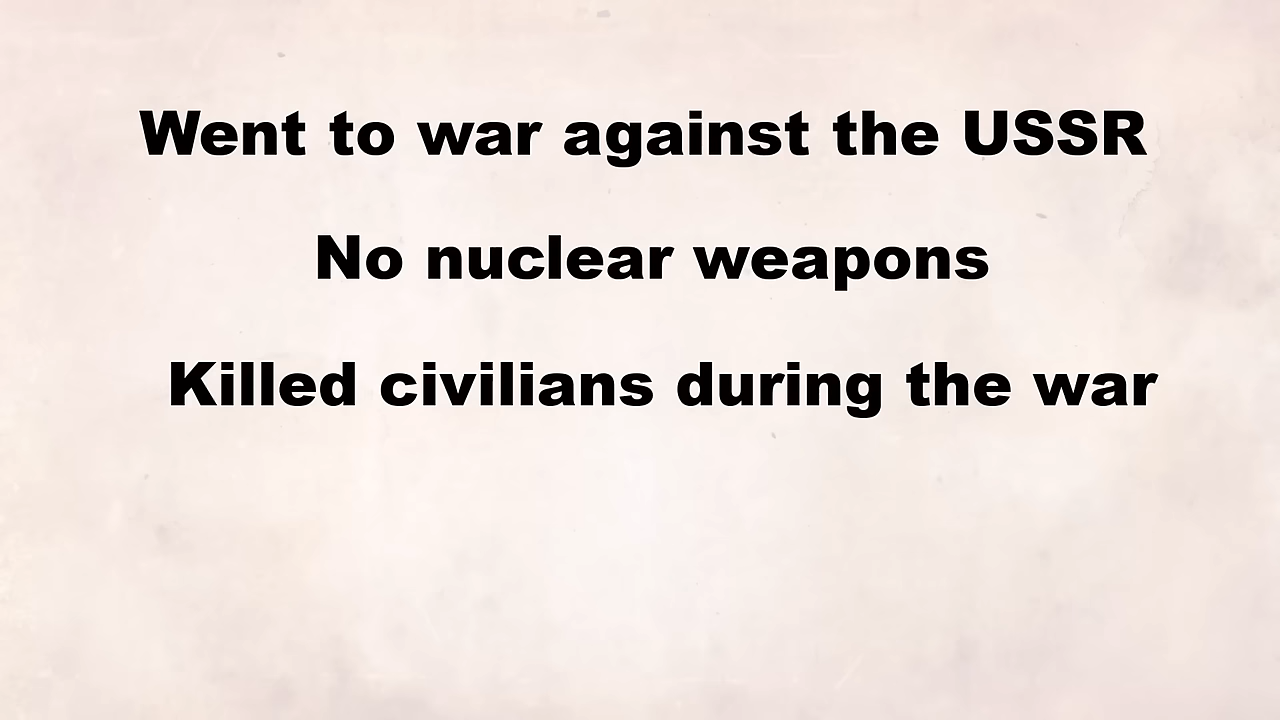 Went to war against the USSR
No nuclear weapons
Killed civilians during the war